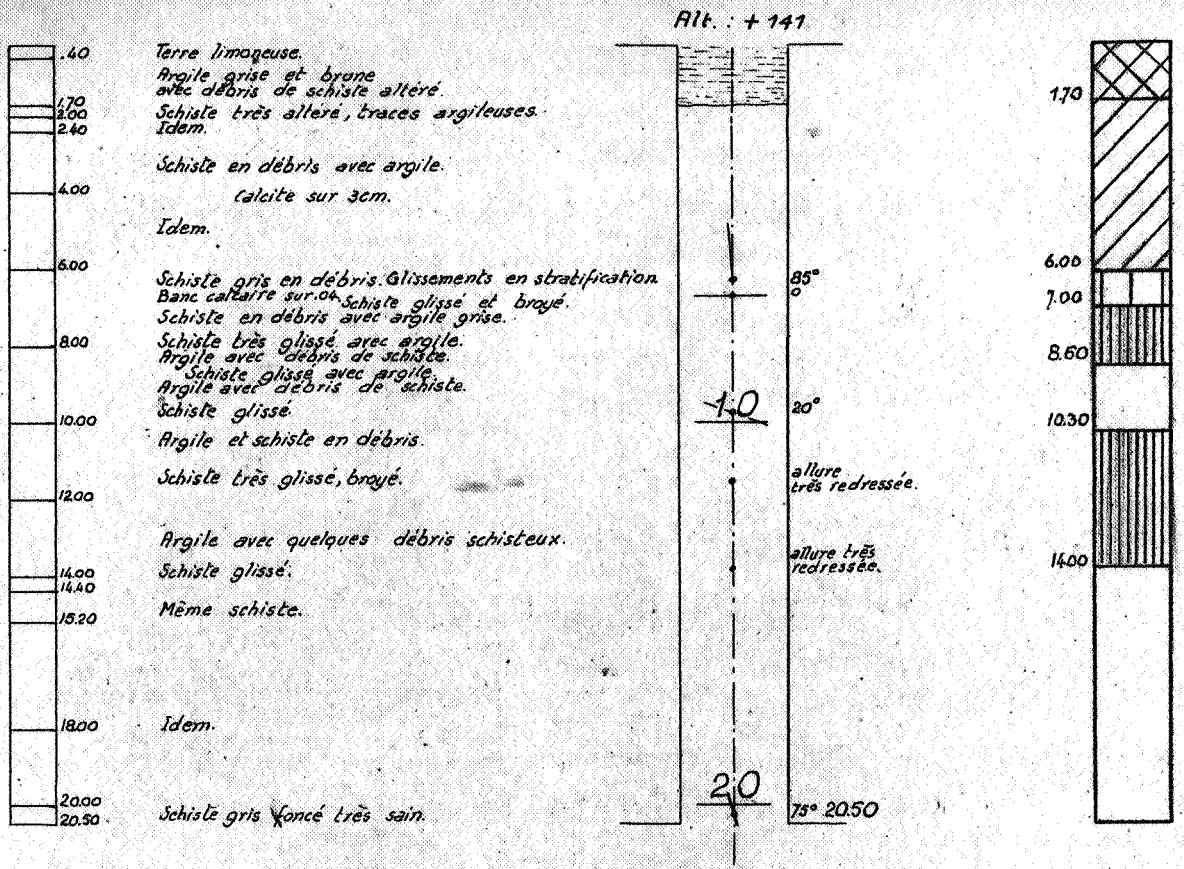 Alt. : + 141
.40
Terre limoneuse.
Argile grise et brune
avec débris de schiste altéré.
1.70
2.00
2.40
Schiste très altéré, traces argileuses.
Idem.
Schiste en débris avec argile.
4.00
Calcite sur 3cm.
Idem.
6.00
Schiste gris en débris. Glissements en stratification
Banc calcaire sur .04 Schiste glissé et broyé.
Schiste en débris avec argile grise.
8.00
Schiste très glissé avec argile.
Argile avec débris de schiste.
Schiste glissé avec argile.
Argile avec débris de schiste.
Schiste glissé
10.00
Argile et schiste en débris.
Schiste très glissé, broyé.
12.00
Argile avec quelques débris schisteux.
14.00
Schiste glissé.
14.40
15.20
Même schiste.
18.00
Idem.
20.00
20.50
Schiste gris foncé très sain.
85°
0
10
20°
allure
très redressée.
allure très
redressée.
20
75° 20.50
1.70
6.00
7.00
8.60
10.30
14.00